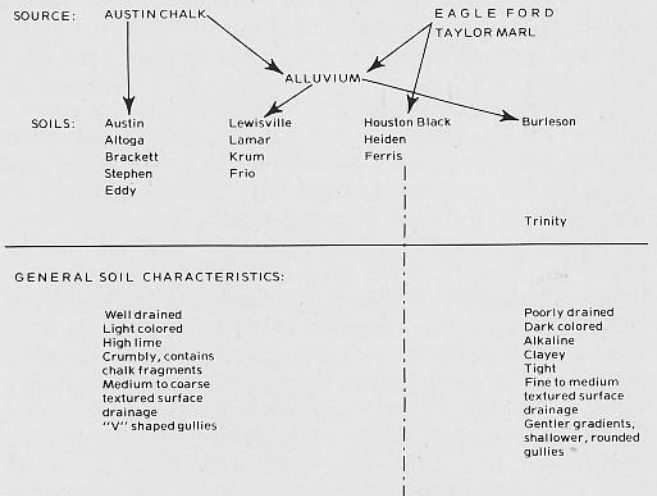 SOURCE: AUSTIN CHALK
EAGLE FORD
TAYLOR MARL
ALLUVIUM
SOILS:
Austin
Altoga
Brackett
Stephen
Eddy
Lewisville
Lamar
Krum
Frio
Houston Black
Heiden
Ferris
Burleson
Trinity
GENERAL SOIL CHARACTERISTICS:
Well drained
Light colored
High lime
Crumbly, contains
chalk fragments
Medium to coarse
textured surface
drainage
"V" shaped gullies
Poorly drained
Dark colored
Alkaline
Clayey
Tight
Fine to medium
textured surface
drainage
Gentler gradients,
shallower, rounded
gullies